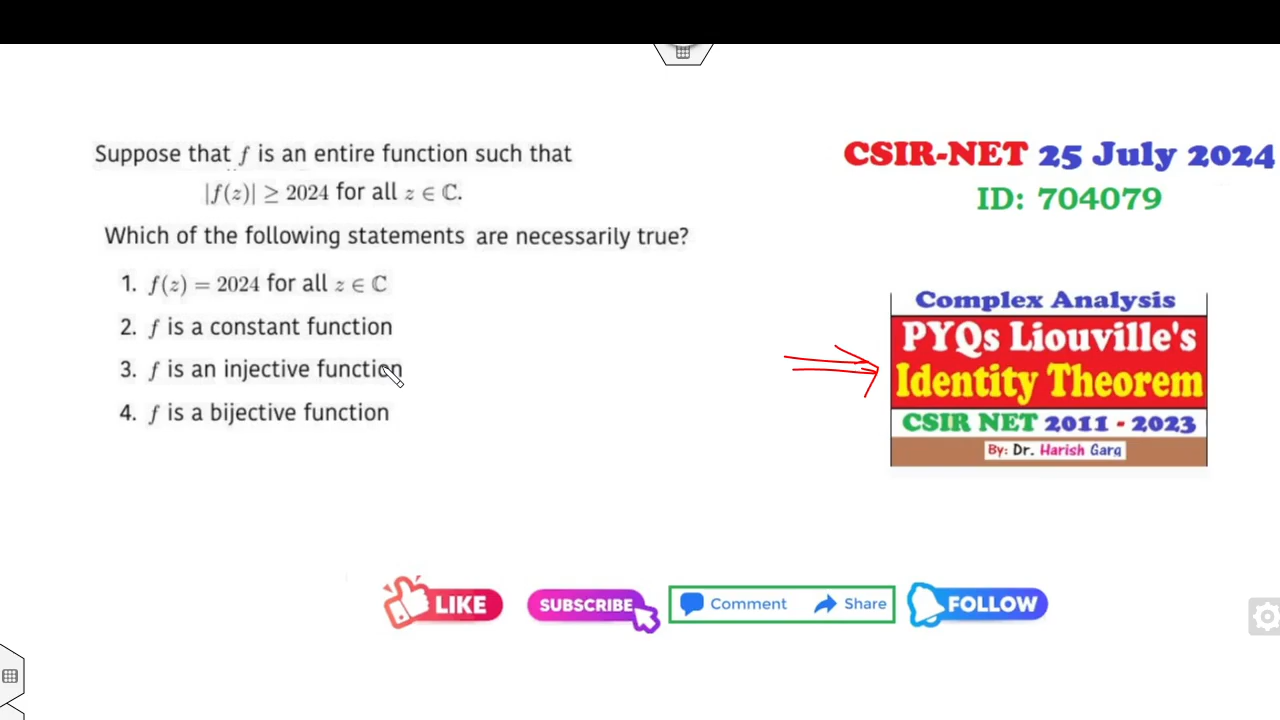 Suppose that f is an entire function such that
|f(z)| ≥ 2024 for all z ∈ ℂ.
Which of the following statements are necessarily true?
1. f(z) = 2024 for all z ∈ ℂ
2. f is a constant function
3. f is an injective function
4. f is a bijective function
CSIR-NET 25 July 2024
ID: 704079
Complex Analysis
PYQs Liouville's
Identity Theorem
CSIR NET 2011 - 2023
By: Dr. Harish Garg
LIKE
SUBSCRIBE
Comment Share
FOLLOW